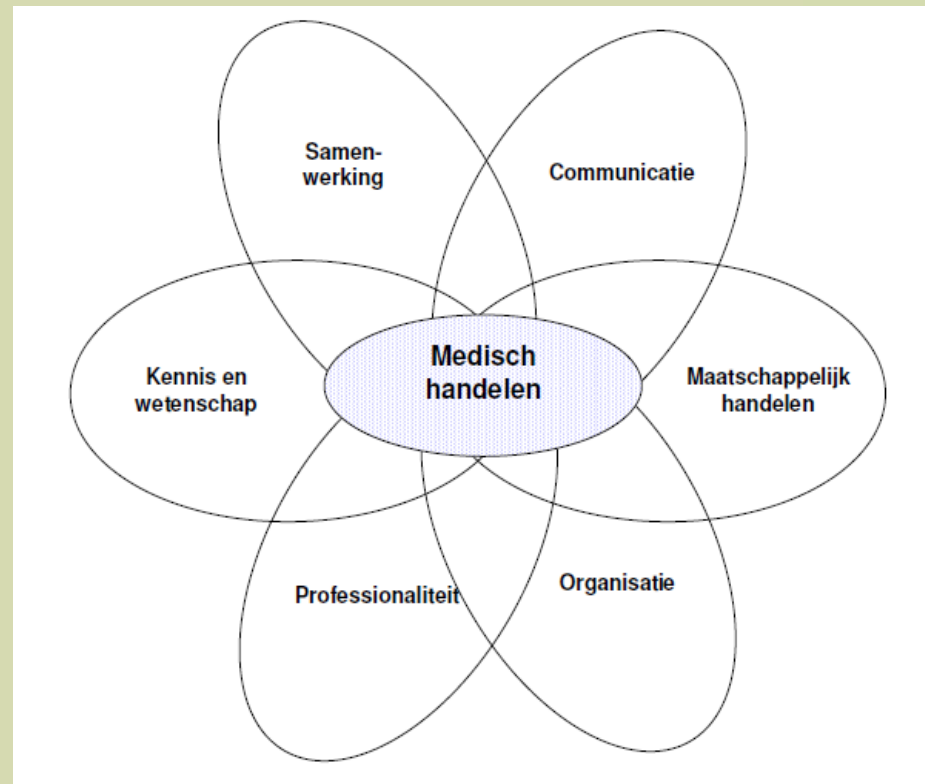 Samen-
werking
Communicatie
Medisch
handelen
Kennis en
wetenschap
Maatschappelijk
handelen
Professionaliteit
Organisatie